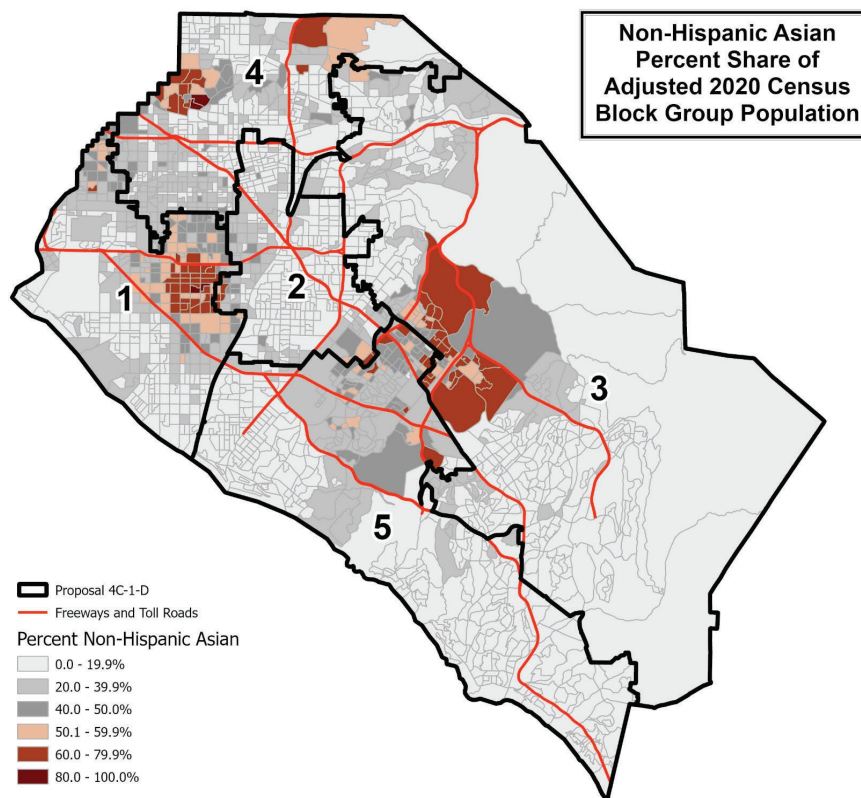 Non-Hispanic Asian
Percent Share of
Adjusted 2020 Census
Block Group Population
4
1
2
3
5
Proposal 4C-1-D
Freeways and Toll Roads
Percent Non-Hispanic Asian
0.0 - 19.9%
20.0 - 39.9%
40.0 - 50.0%
50.1 - 59.9%
60.0 - 79.9%
80.0 - 100.0%